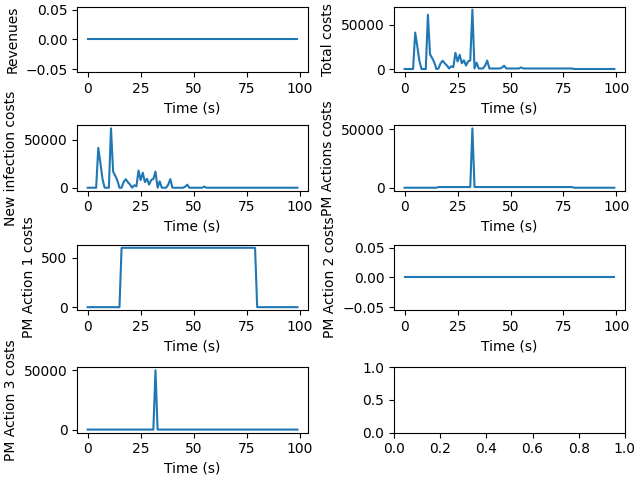 Revenues
0.05
0.00
−0.05
0 25 50 75 100
Time (s)
Total costs
50000
0
0 25 50 75 100
Time (s)
New infection costs
50000
0
0 25 50 75 100
Time (s)
PM Actions costs
50000
0
0 25 50 75 100
Time (s)
PM Action 1 costs
500
0
0 25 50 75 100
Time (s)
PM Action 2 costs
0.05
0.00
−0.05
0 25 50 75 100
Time (s)
PM Action 3 costs
50000
0
0 25 50 75 100
Time (s)
1.0
0.5
0.0
0.0 0.2 0.4 0.6 0.8 1.0